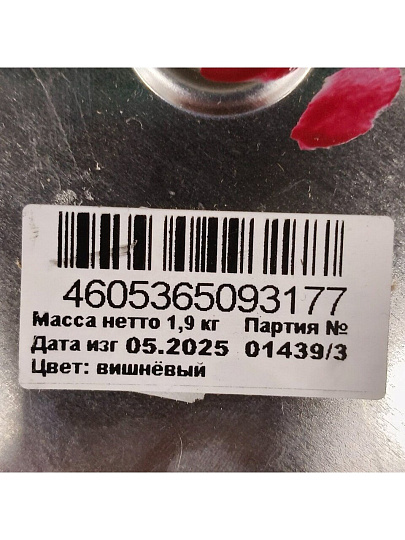 4605365093177
Масса нетто 1,9 кг Партия №
Дата изг 05.2025 01439/3
Цвет: вишнёвый